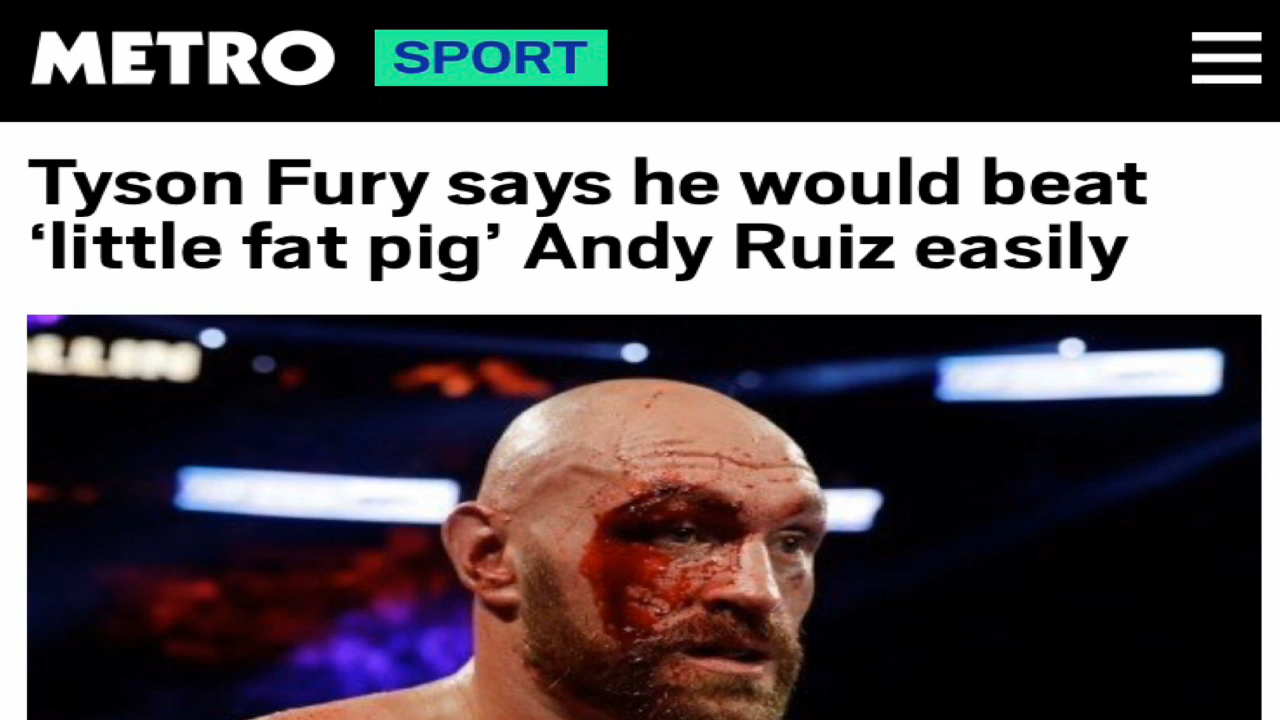 METRO SPORT
Tyson Fury says he would beat
‘little fat pig’ Andy Ruiz easily